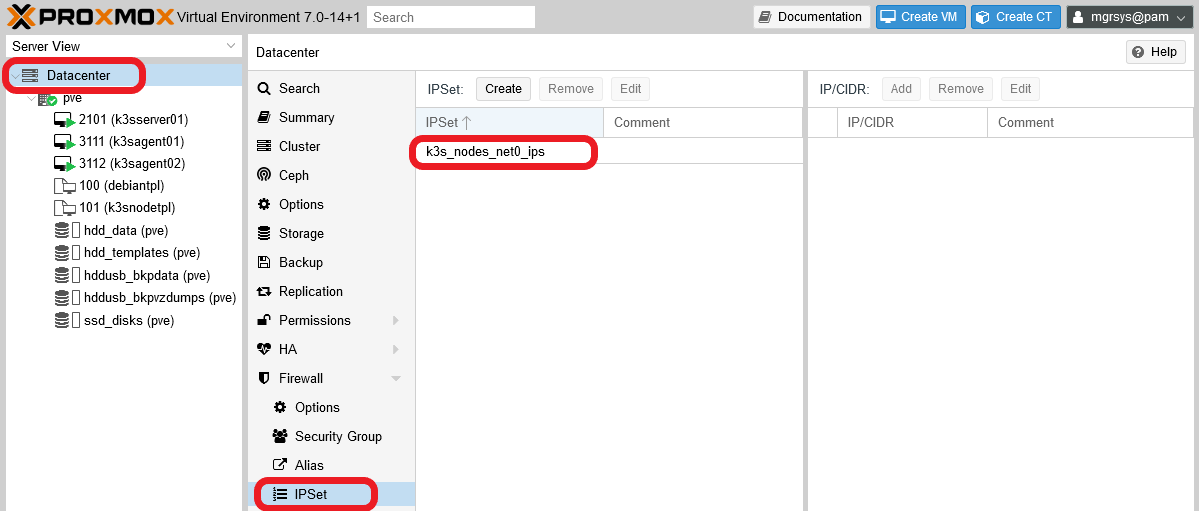 PROXMOX Virtual Environment 7.0-14+1 Search Documentation Create VM Create CT mgrsys@pam
Server View
Datacenter
pve
2101 (k3sserver01)
3111 (k3sagent01)
3112 (k3sagent02)
100 (debiantpl)
101 (k3snodetpl)
hdd_data (pve)
hdd_templates (pve)
hddusb_bkpdata (pve)
hddusb_bkpvzdumps (pve)
ssd_disks (pve)
Datacenter Help
Search
Summary
Cluster
Ceph
Options
Storage
Backup
Replication
Permissions
HA
Firewall
Options
Security Group
Alias
IPSet
IPSet: Create Remove Edit
IPSet Comment
k3s_nodes_net0_ips
IP/CIDR: Add Remove Edit
IP/CIDR Comment